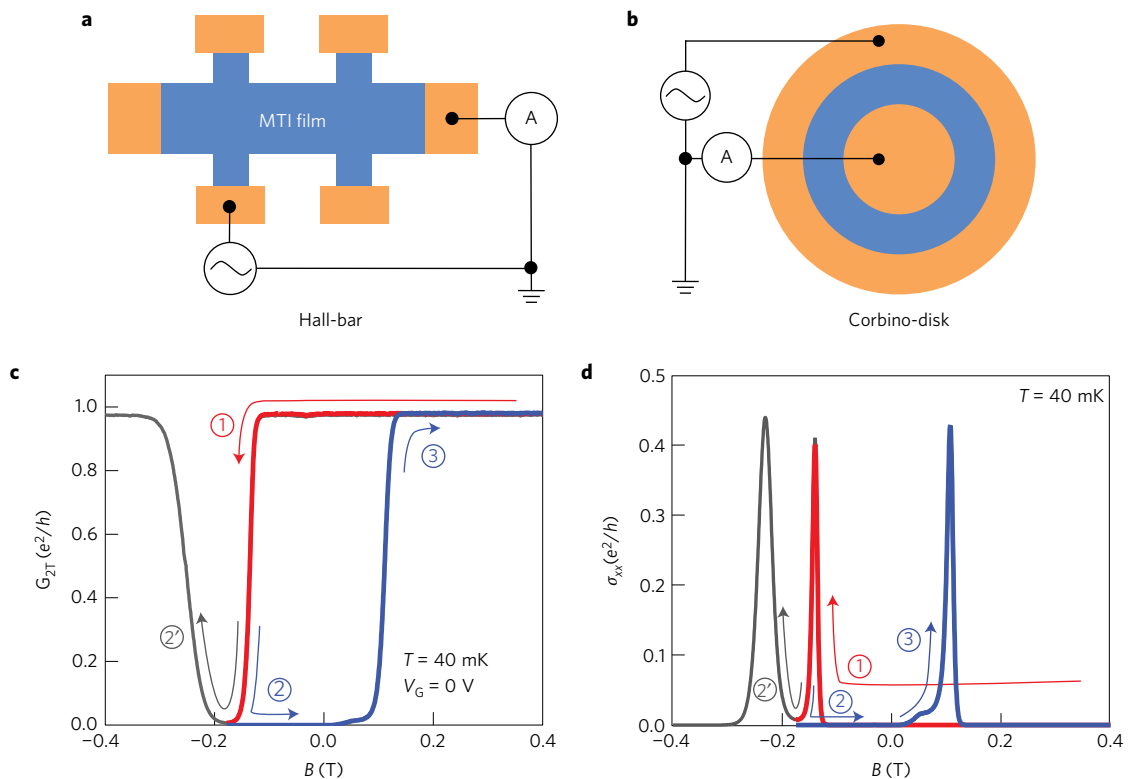 a
MTI film
A
Hall-bar
b
A
Corbino-disk
c
G2T (e²/h)
1.0
0.8
0.6
0.4
0.2
0.0
−0.4
−0.2
0.0
0.2
0.4
B (T)
1
2
2′
3
T = 40 mK
VG = 0 V
d
σxx(e²/h)
0.5
0.4
0.3
0.2
0.1
0.0
−0.4
−0.2
0.0
0.2
0.4
B (T)
T = 40 mK
3
1
2
2′